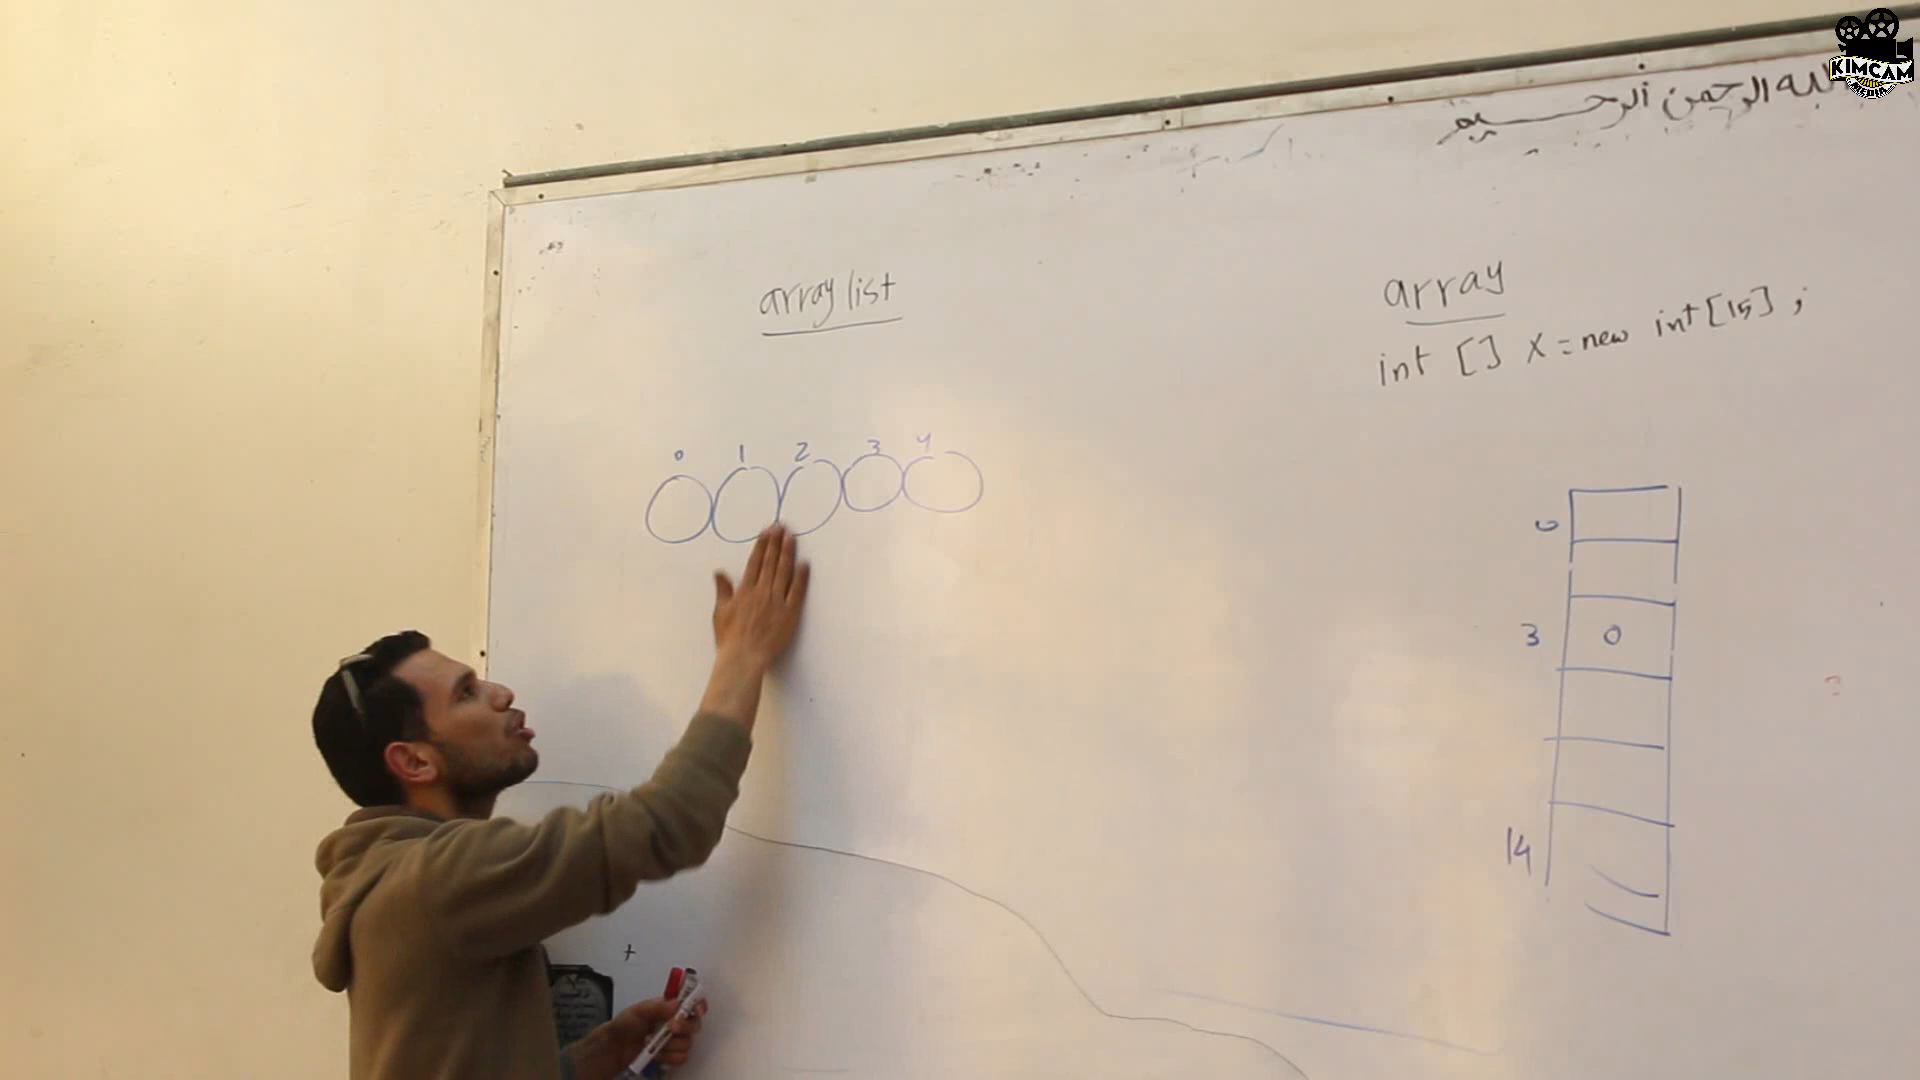 KIMCAM
MEDIA
الله الرحمن الرحيم
array list
array
int [] x = new int [15] ;
0 1 2 3 4
0
3 0
14
+